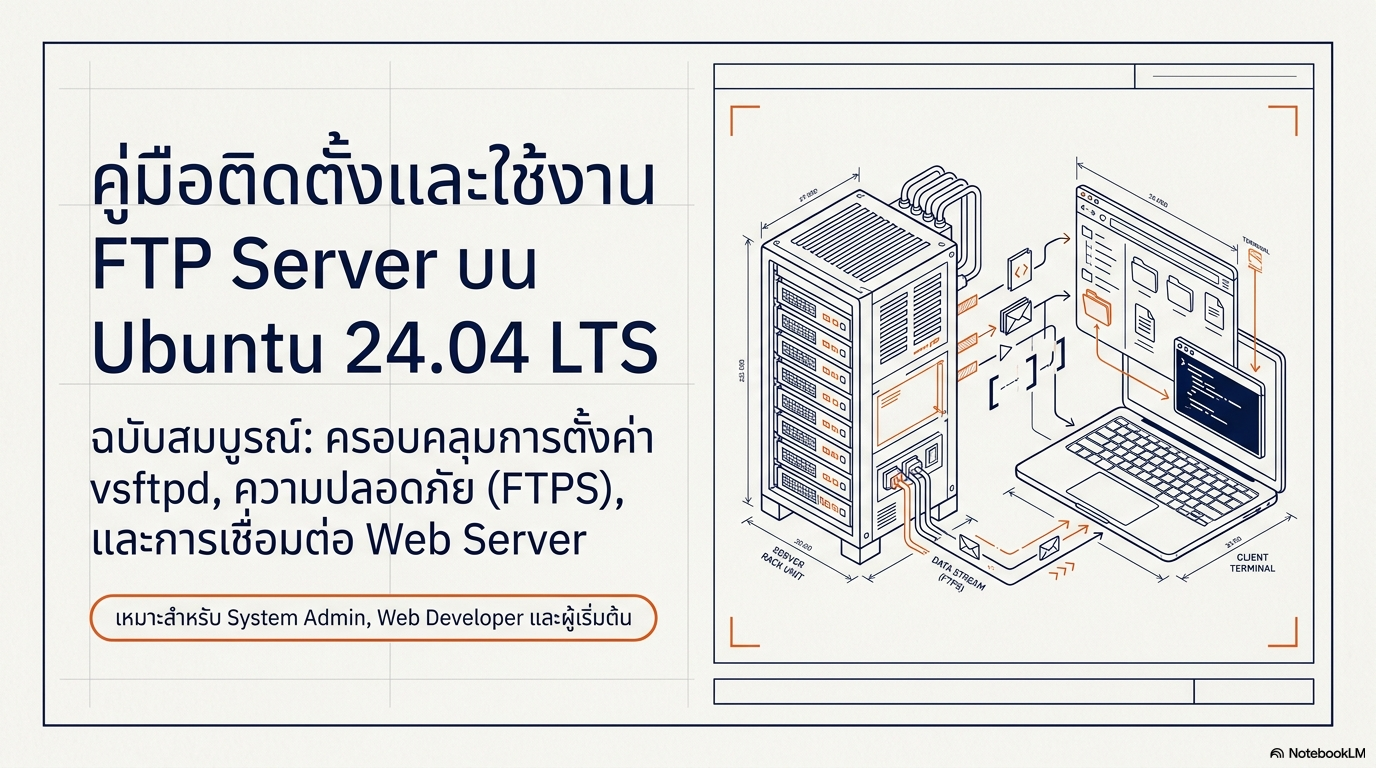 คู่มือติดตั้งและใช้งาน
FTP Server บน
Ubuntu 24.04 LTS
ฉบับสมบูรณ์: ครอบคลุมการตั้งค่า
vsftpd, ความปลอดภัย (FTPS),
และการเชื่อมต่อ Web Server
เหมาะสำหรับ System Admin, Web Developer และผู้เริ่มต้น
TERMINAL
SERVER
RACK UNIT
DATA STREAM
(FTPS)
CLIENT
TERMINAL
NotebookLM